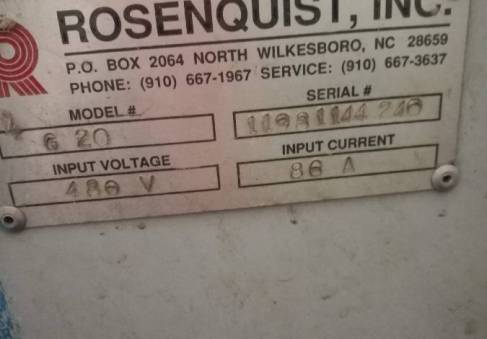 ROSENQUIST, INC.
P.O. BOX 2064 NORTH WILKESBORO, NC 28659
PHONE: (910) 667-1967 SERVICE: (910) 667-3637
MODEL # SERIAL #
620
INPUT VOLTAGE INPUT CURRENT
480 V 86 A